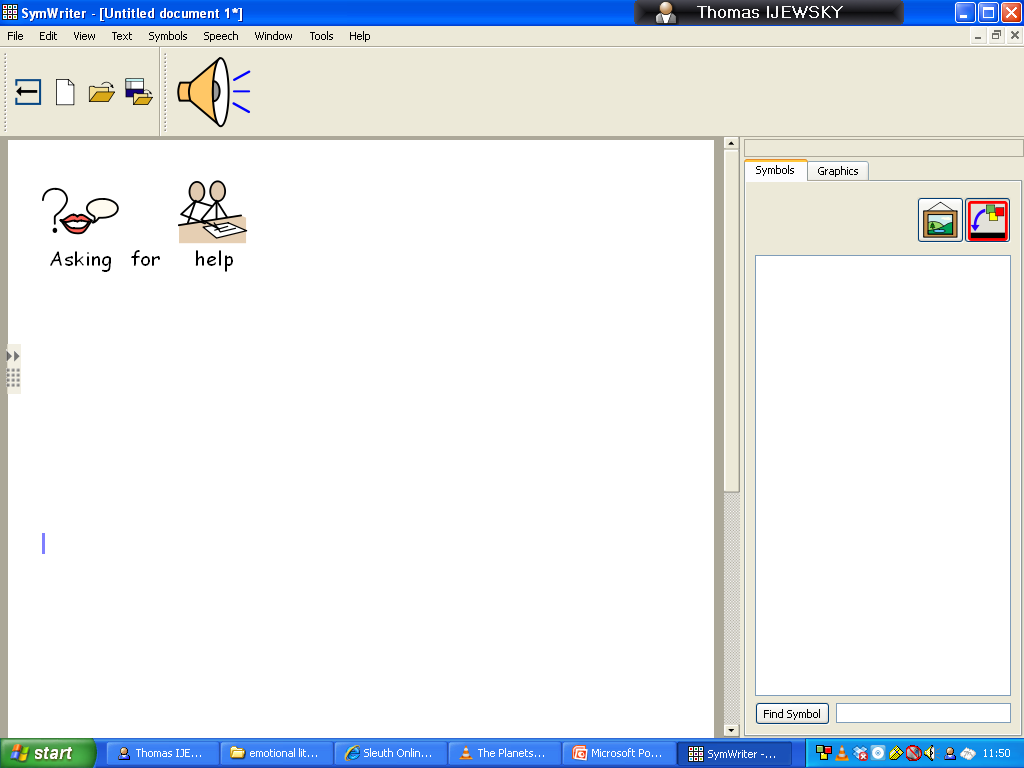 SymWriter - [Untitled document 1*]
Thomas IJEWSKY
File Edit View Text Symbols Speech Window Tools Help
Symbols Graphics
?
Asking for help
Find Symbol
start Thomas IJE... emotional lit... Sleuth Onlin... The Planets... Microsoft Po... SymWriter -... 11:50